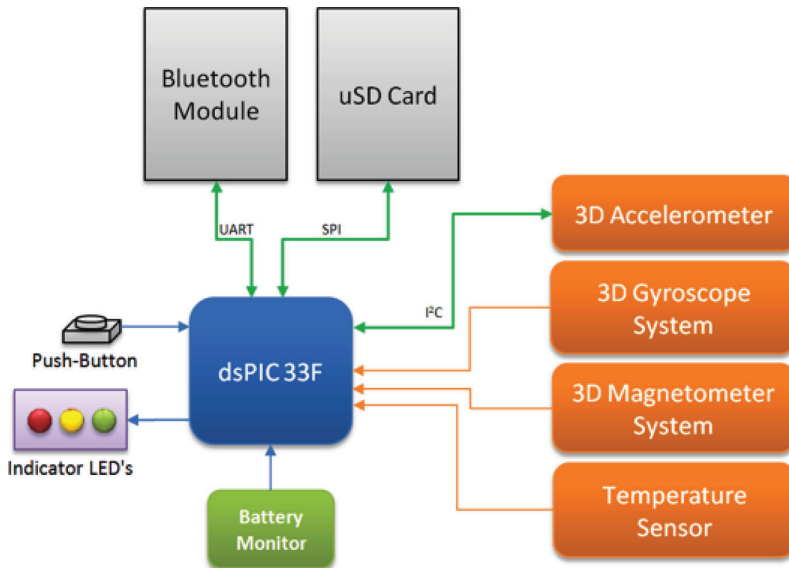 Bluetooth
Module
uSD Card
UART
SPI
3D Accelerometer
I²C
3D Gyroscope
System
Push-Button
dsPIC 33F
3D Magnetometer
System
Indicator LED's
Battery
Monitor
Temperature
Sensor